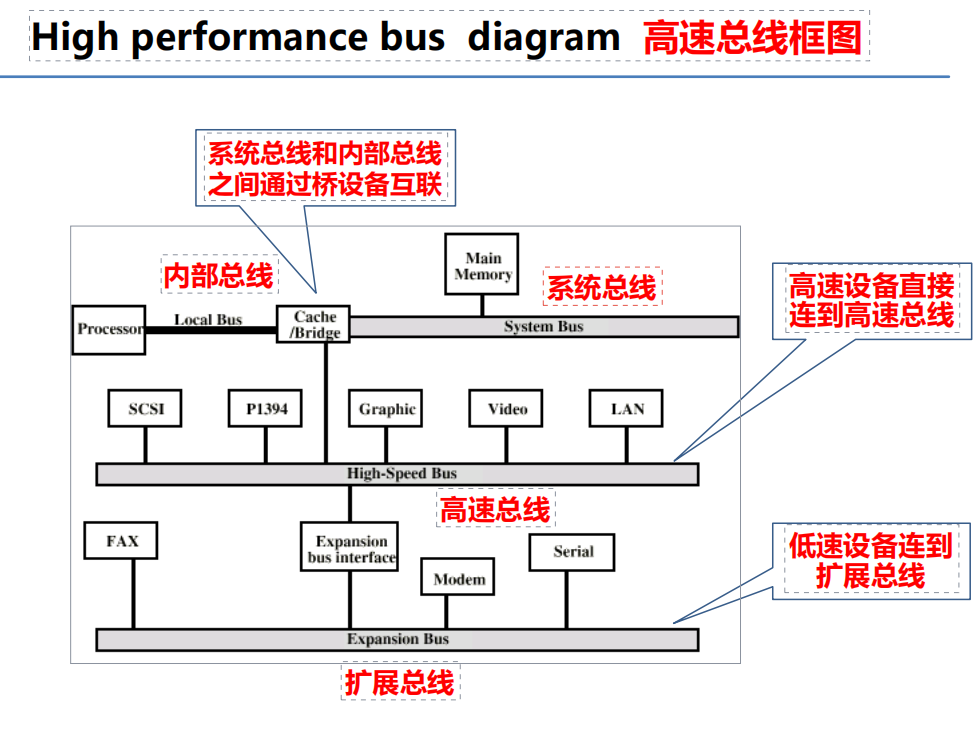 High performance bus diagram 高速总线框图
系统总线和内部总线
之间通过桥设备互联
内部总线
Main
Memory
系统总线
高速设备直接
连到高速总线
Processor
Local Bus
Cache
/Bridge
System Bus
SCSI
P1394
Graphic
Video
LAN
High-Speed Bus
高速总线
FAX
Expansion
bus interface
Modem
Serial
低速设备连到
扩展总线
Expansion Bus
扩展总线